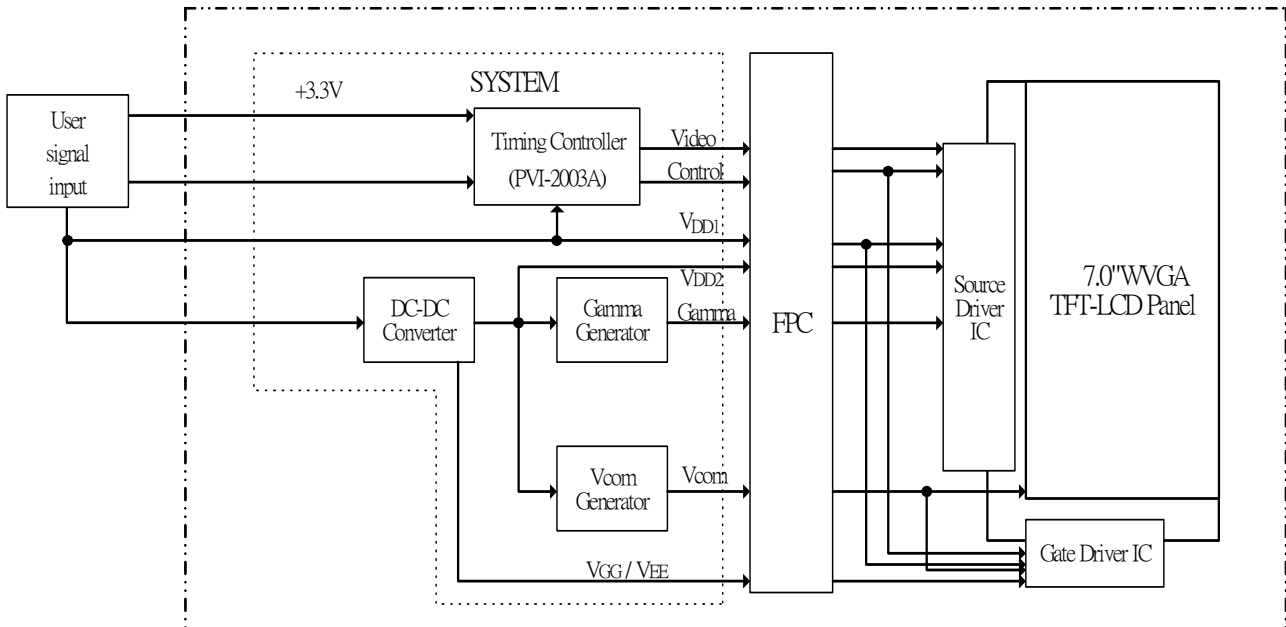 SYSTEM
+3.3V
User
signal
input
Timing Controller
(PVI-2003A)
Video
Control
VDD1
VDD2
DC-DC
Converter
Gamma
Generator
Gamma
FPC
Source
Driver
IC
7.0"WVGA
TFT-LCD Panel
Vcom
Generator
Vcom
Gate Driver IC
VGG / VEE